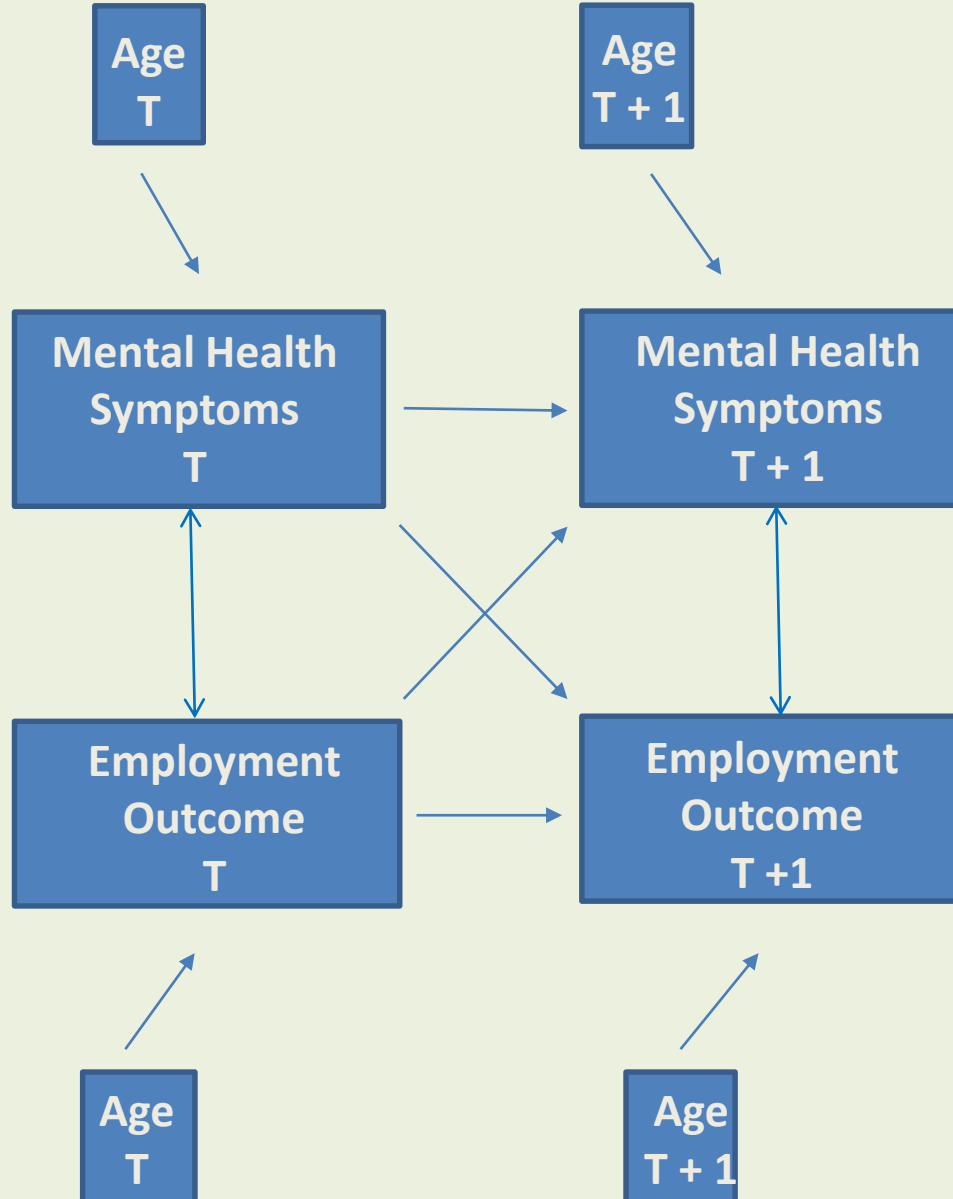 Age
T
Age
T + 1
Mental Health
Symptoms
T
Mental Health
Symptoms
T + 1
Employment
Outcome
T
Employment
Outcome
T +1
Age
T
Age
T + 1